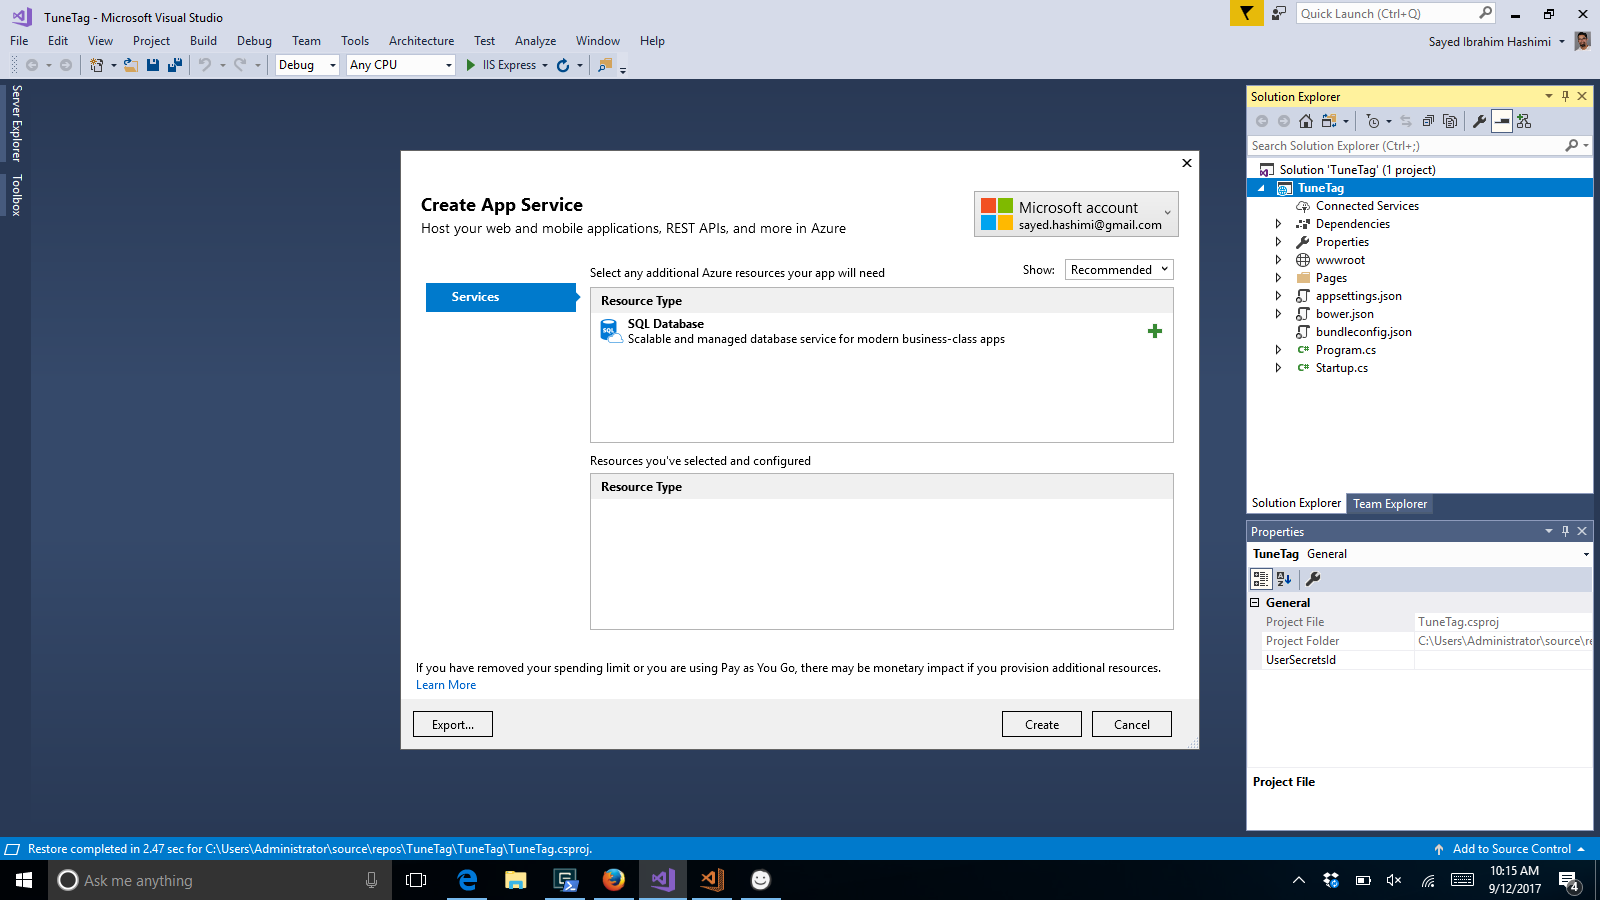 TuneTag - Microsoft Visual Studio
Quick Launch (Ctrl+Q)
File Edit View Project Build Debug Team Tools Architecture Test Analyze Window Help
Sayed Ibrahim Hashimi
Debug Any CPU IIS Express
Server Explorer
Toolbox
Create App Service
Host your web and mobile applications, REST APIs, and more in Azure
Microsoft account
sayed.hashimi@gmail.com
Services
Select any additional Azure resources your app will need
Show: Recommended
Resource Type
SQL
SQL Database
Scalable and managed database service for modern business-class apps
Resources you've selected and configured
Resource Type
If you have removed your spending limit or you are using Pay as You Go, there may be monetary impact if you provision additional resources.
Learn More
Export...
Create
Cancel
Solution Explorer
Search Solution Explorer (Ctrl+;)
Solution 'TuneTag' (1 project)
TuneTag
Connected Services
Dependencies
Properties
wwwroot
Pages
appsettings.json
bower.json
bundleconfig.json
C# Program.cs
C# Startup.cs
Solution Explorer Team Explorer
Properties
TuneTag General
General
Project File TuneTag.csproj
Project Folder C:\Users\Administrator\source\re
UserSecretsId
Project File
Restore completed in 2.47 sec for C:\Users\Administrator\source\repos\TuneTag\TuneTag\TuneTag.csproj.
Add to Source Control
Ask me anything
10:15 AM
9/12/2017
4